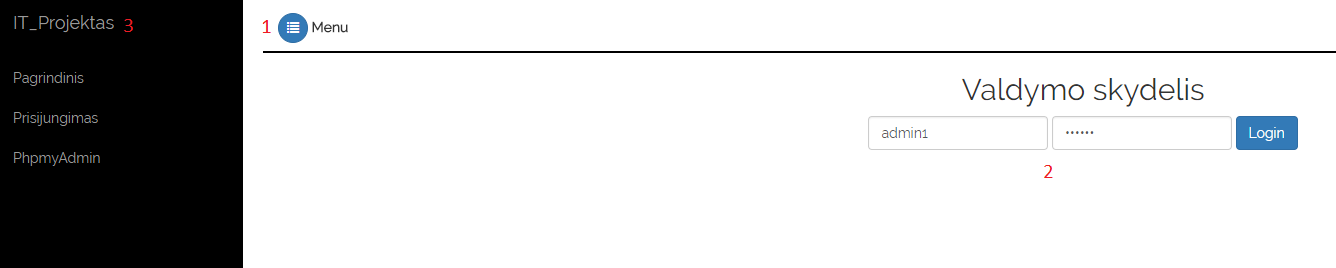 IT_Projektas 3
Pagrindinis
Prisijungimas
PhpmyAdmin
1 Menu
Valdymo skydelis
admin1 •••••• Login
2